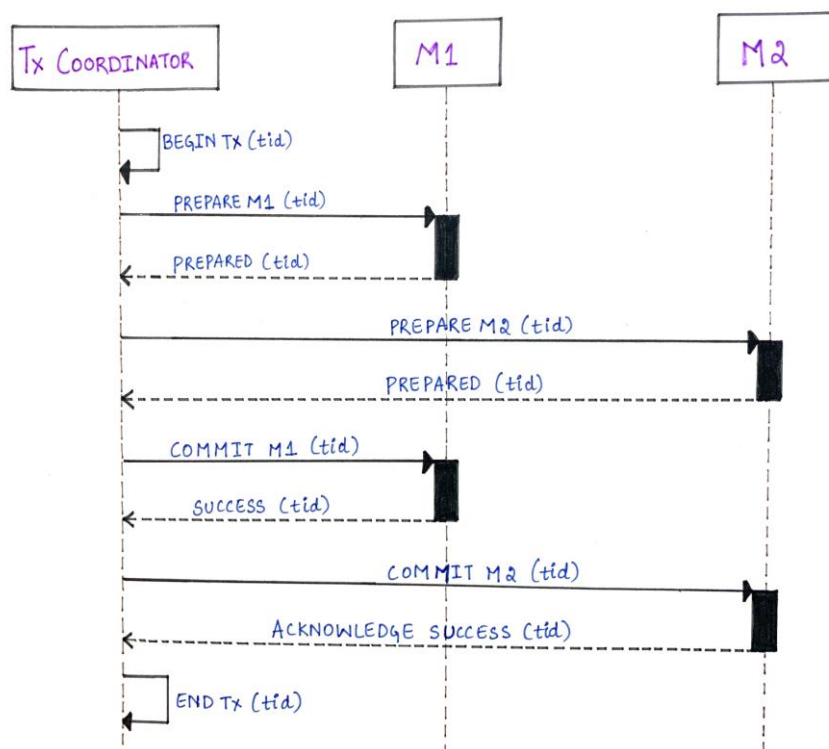 Tx COORDINATOR
M1
M2
BEGIN Tx (tid)
PREPARE M1 (tid)
PREPARED (tid)
PREPARE M2 (tid)
PREPARED (tid)
COMMIT M1 (tid)
SUCCESS (tid)
COMMIT M2 (tid)
ACKNOWLEDGE SUCCESS (tid)
END Tx (tid)